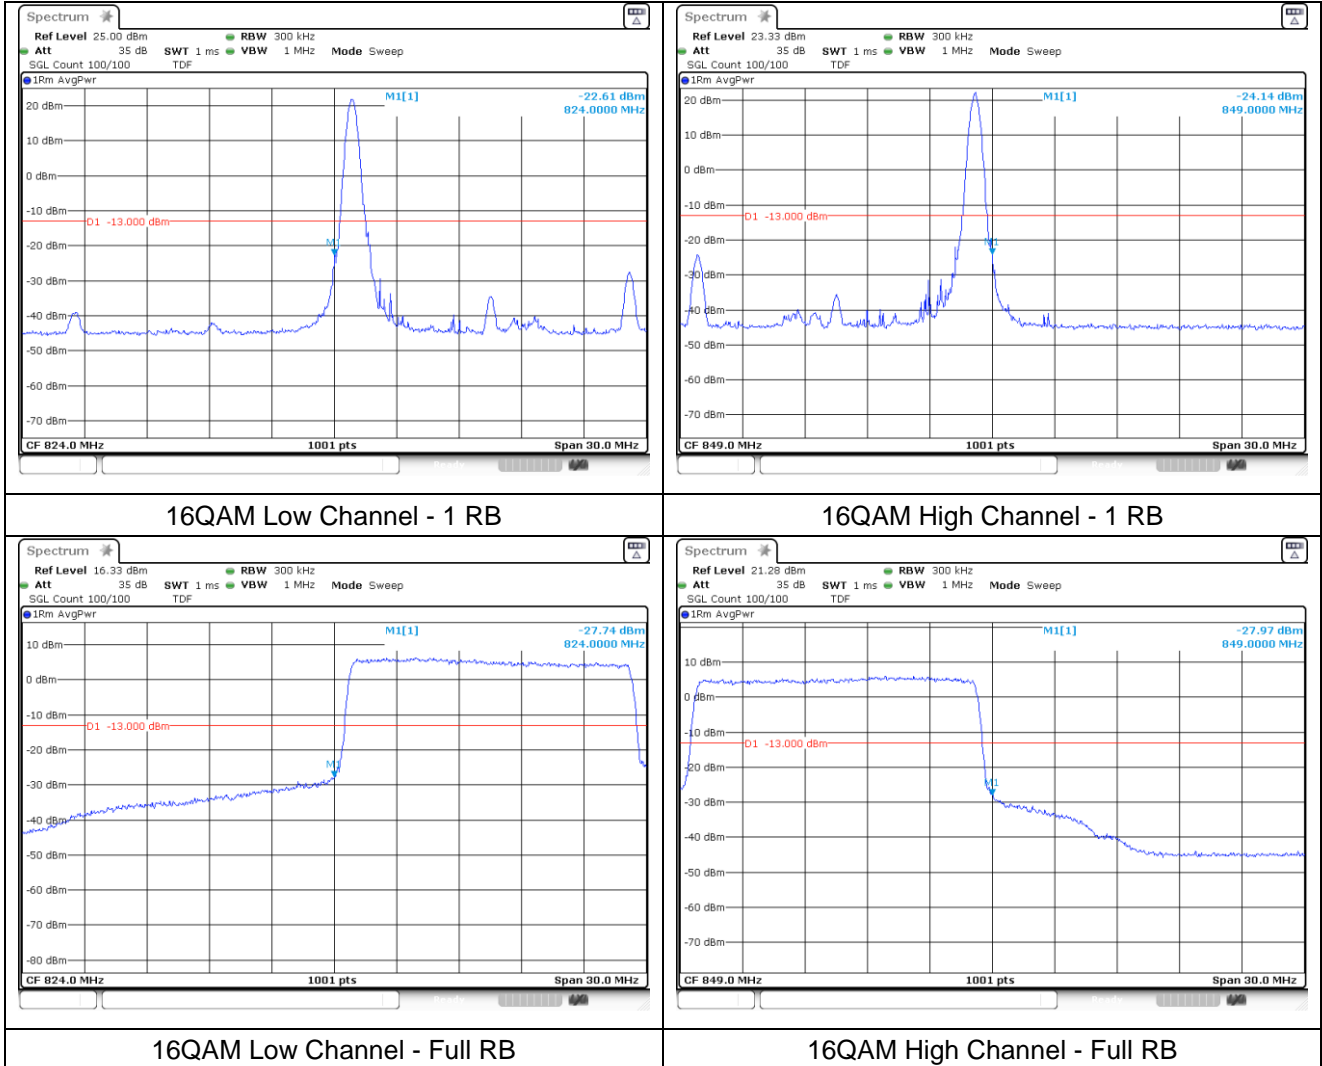 Spectrum
Ref Level 25.00 dBm RBW 300 kHz
Att 35 dB SWT 1 ms VBW 1 MHz Mode Sweep
SGL Count 100/100 TDF
1Rm AvgPwr
M1[1] -22.61 dBm
824.0000 MHz
20 dBm
10 dBm
0 dBm
-10 dBm
D1 -13.000 dBm
M1
-20 dBm
-30 dBm
-40 dBm
-50 dBm
-60 dBm
-70 dBm
CF 824.0 MHz 1001 pts Span 30.0 MHz
Ready
16QAM Low Channel - 1 RB
Spectrum
Ref Level 23.33 dBm RBW 300 kHz
Att 35 dB SWT 1 ms VBW 1 MHz Mode Sweep
SGL Count 100/100 TDF
1Rm AvgPwr
M1[1] -24.14 dBm
849.0000 MHz
20 dBm
10 dBm
0 dBm
-10 dBm
D1 -13.000 dBm
M1
-20 dBm
-30 dBm
-40 dBm
-50 dBm
-60 dBm
-70 dBm
CF 849.0 MHz 1001 pts Span 30.0 MHz
Ready
16QAM High Channel - 1 RB
Spectrum
Ref Level 16.33 dBm RBW 300 kHz
Att 35 dB SWT 1 ms VBW 1 MHz Mode Sweep
SGL Count 100/100 TDF
1Rm AvgPwr
M1[1] -27.74 dBm
824.0000 MHz
10 dBm
0 dBm
-10 dBm
D1 -13.000 dBm
-20 dBm
M1
-30 dBm
-40 dBm
-50 dBm
-60 dBm
-70 dBm
-80 dBm
CF 824.0 MHz 1001 pts Span 30.0 MHz
Ready
16QAM Low Channel - Full RB
Spectrum
Ref Level 21.28 dBm RBW 300 kHz
Att 35 dB SWT 1 ms VBW 1 MHz Mode Sweep
SGL Count 100/100 TDF
1Rm AvgPwr
M1[1] -27.97 dBm
849.0000 MHz
10 dBm
0 dBm
-10 dBm
D1 -13.000 dBm
-20 dBm
M1
-30 dBm
-40 dBm
-50 dBm
-60 dBm
-70 dBm
CF 849.0 MHz 1001 pts Span 30.0 MHz
Ready
16QAM High Channel - Full RB